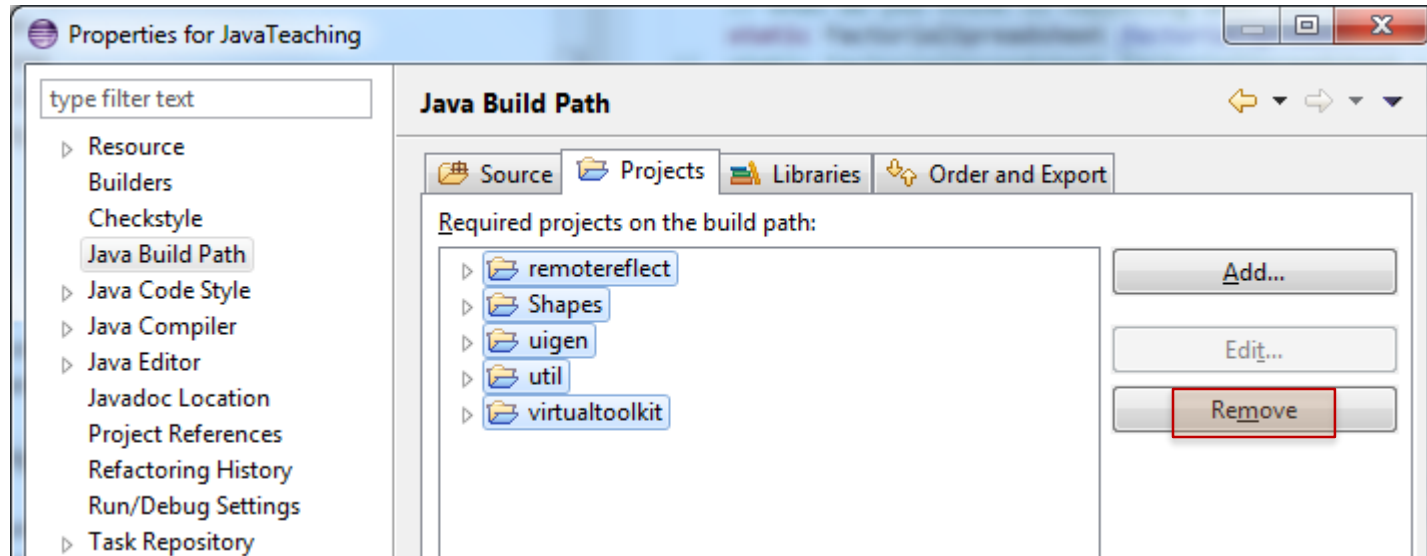 Properties for JavaTeaching
type filter text
Resource
Builders
Checkstyle
Java Build Path
Java Code Style
Java Compiler
Java Editor
Javadoc Location
Project References
Refactoring History
Run/Debug Settings
Task Repository
Java Build Path
Source Projects Libraries Order and Export
Required projects on the build path:
remotereflect
Shapes
uigen
util
virtualtoolkit
Add...
Edit...
Remove